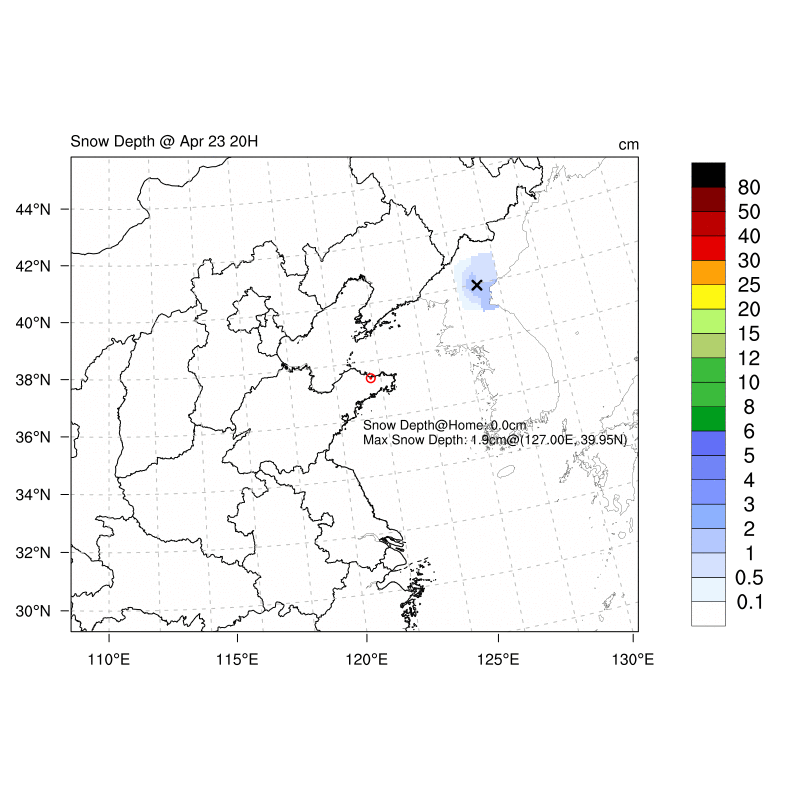 Snow Depth @ Apr 23 20H
cm
44°N
42°N
40°N
38°N
36°N
34°N
32°N
30°N
110°E
115°E
120°E
125°E
130°E
Snow Depth@Home: 0.0cm
Max Snow Depth: 1.9cm@(127.00E, 39.95N)
80
50
40
30
25
20
15
12
10
8
6
5
4
3
2
1
0.5
0.1